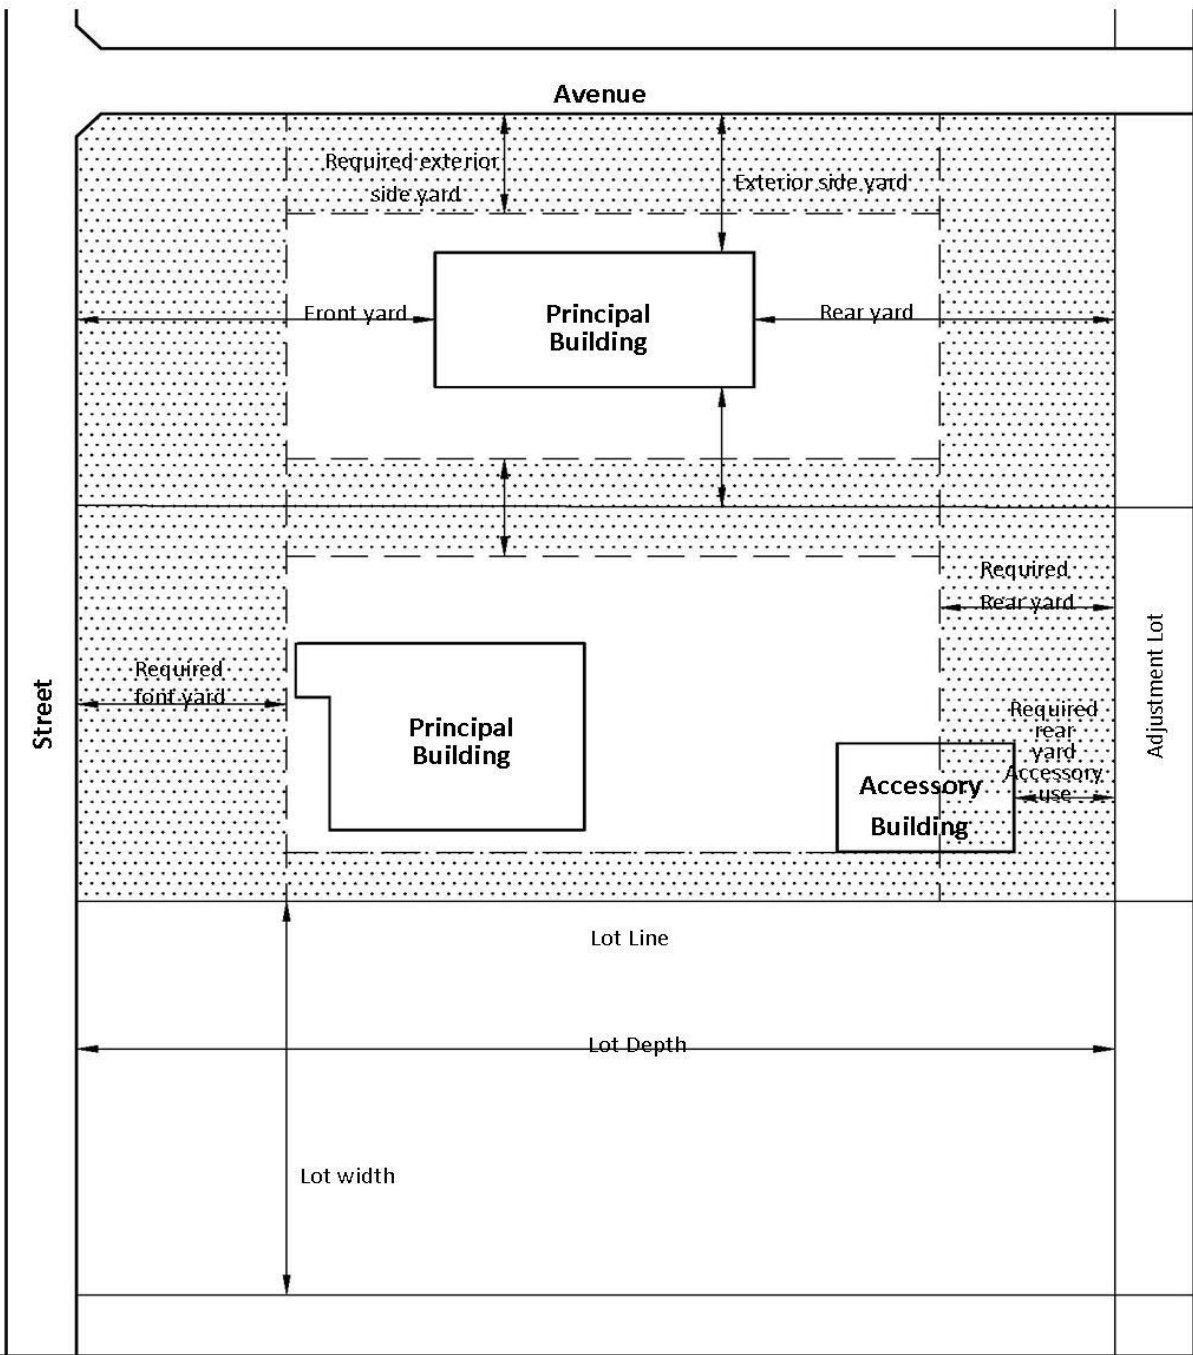 Avenue
Required exterior
side yard
Exterior side yard
Front yard
Principal
Building
Rear yard
Required
Rear yard
Required
font yard
Street
Principal
Building
Required
rear
yard
Accessory
use
Accessory
Building
Adjustment Lot
Lot Line
Lot Depth
Lot width